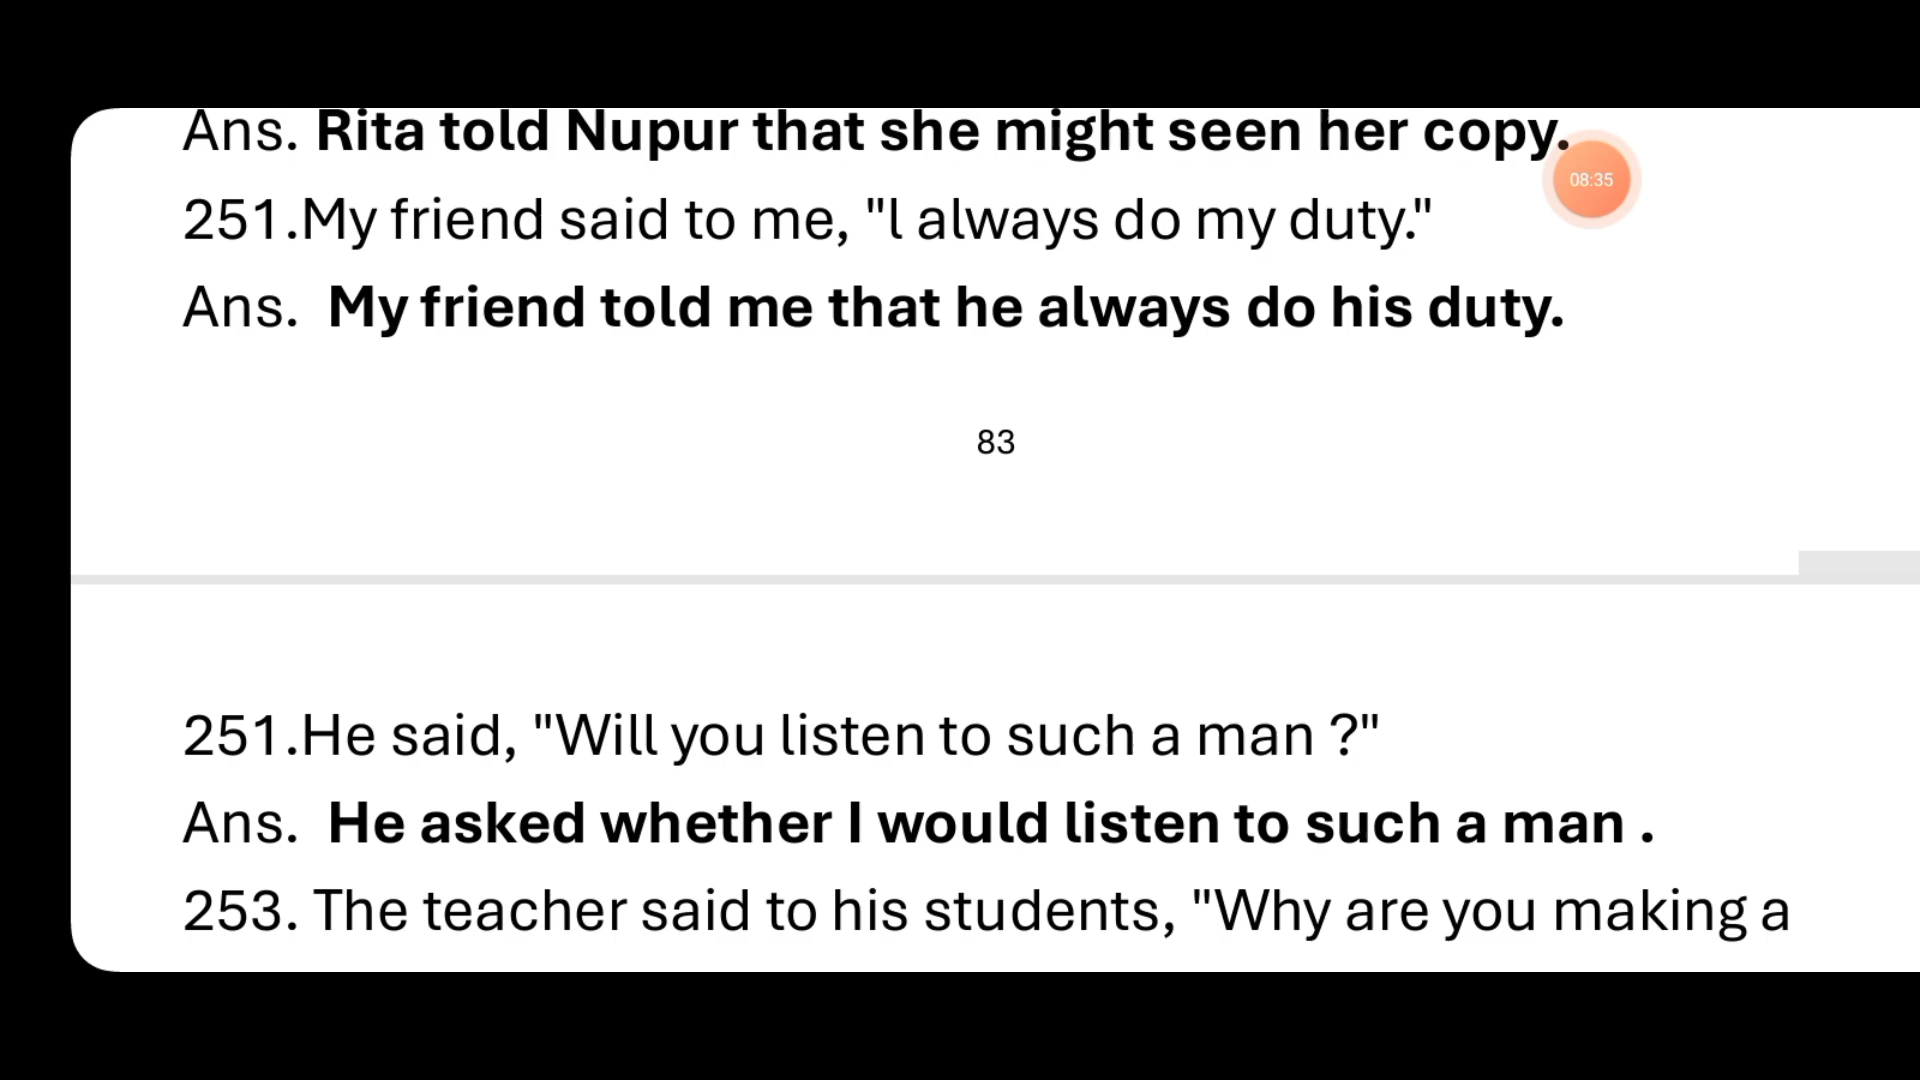 Ans. Rita told Nupur that she might seen her copy.
08:35
251.My friend said to me, "l always do my duty."
Ans. My friend told me that he always do his duty.
83
251.He said, "Will you listen to such a man ?"
Ans. He asked whether I would listen to such a man .
253. The teacher said to his students, "Why are you making a